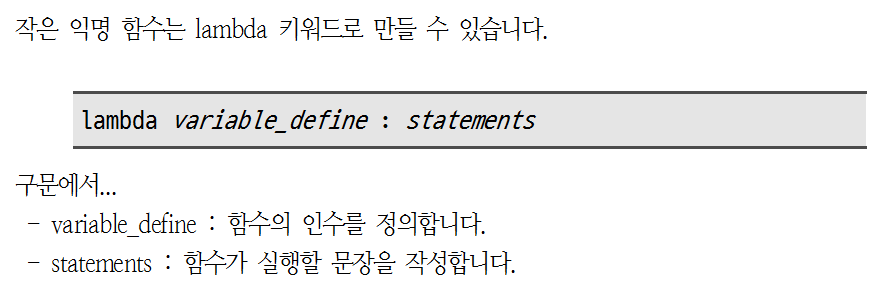 작은 익명 함수는 lambda 키워드로 만들 수 있습니다.
lambda variable_define : statements
구문에서...
- variable_define : 함수의 인수를 정의합니다.
- statements : 함수가 실행할 문장을 작성합니다.